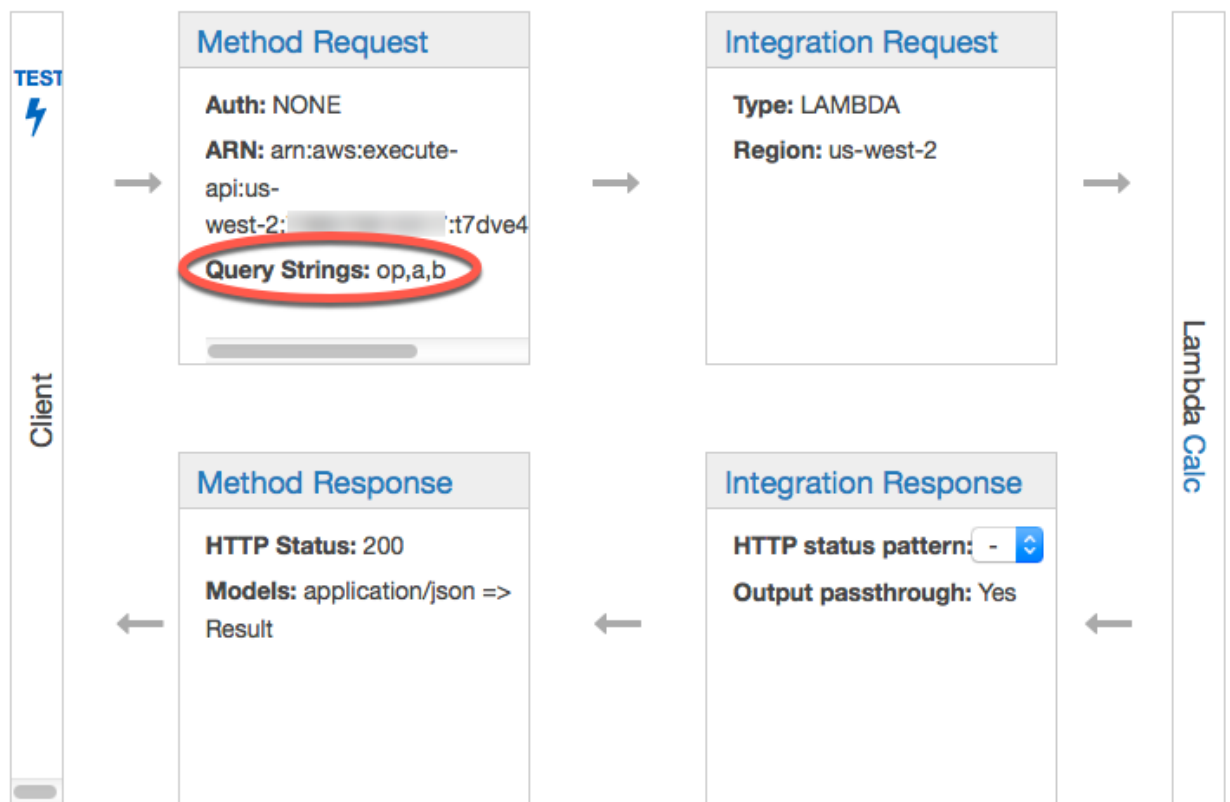 TEST
Client
Method Request
Auth: NONE
ARN: arn:aws:execute-
api:us-
west-2:
:t7dve4
Query Strings: op,a,b
Integration Request
Type: LAMBDA
Region: us-west-2
Lambda Calc
Method Response
HTTP Status: 200
Models: application/json =>
Result
Integration Response
HTTP status pattern: -
Output passthrough: Yes